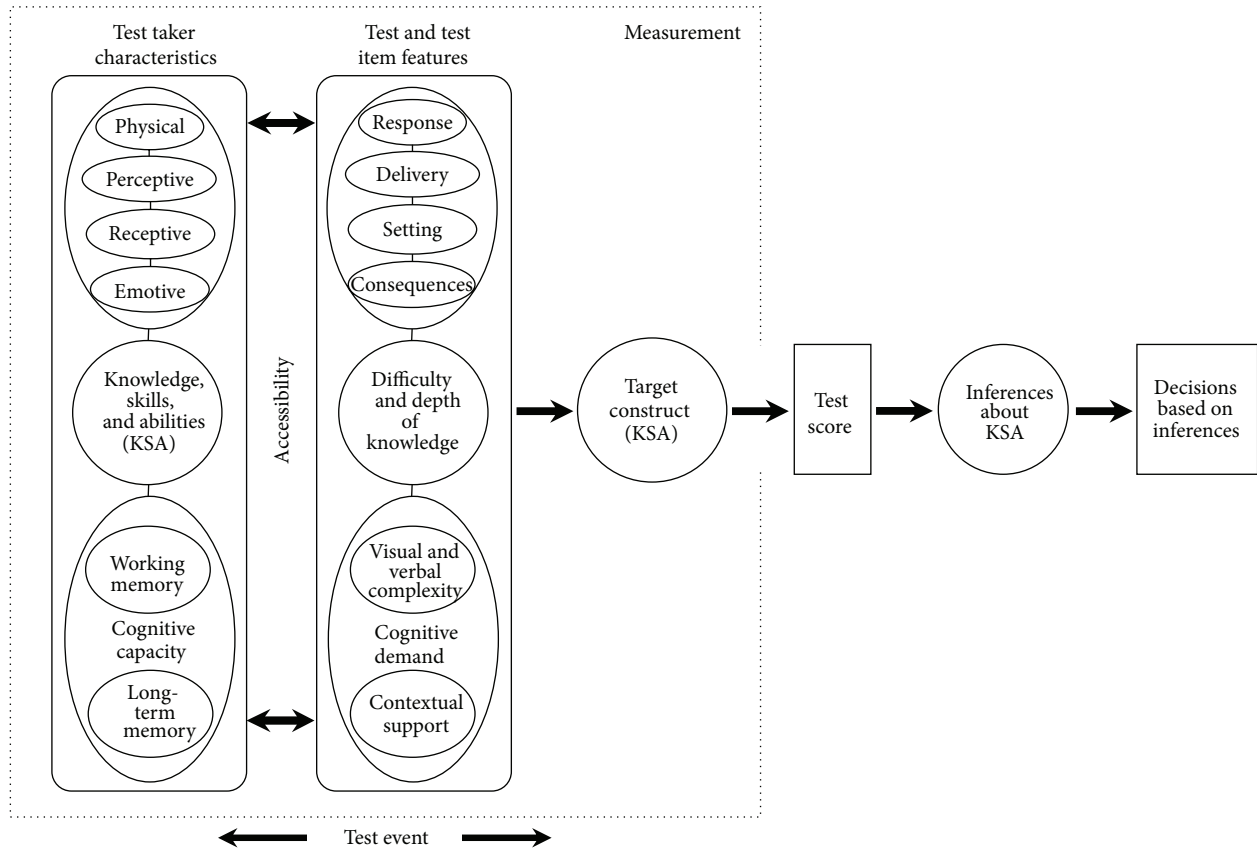 Test taker
characteristics
Physical
Perceptive
Receptive
Emotive
Knowledge,
skills,
and abilities
(KSA)
Working
memory
Cognitive
capacity
Long-
term
memory
Accessibility
Test and test
item features
Response
Delivery
Setting
Consequences
Difficulty
and depth
of
knowledge
Visual and
verbal
complexity
Cognitive
demand
Contextual
support
Measurement
Target
construct
(KSA)
Test
score
Inferences
about
KSA
Decisions
based on
inferences
Test event